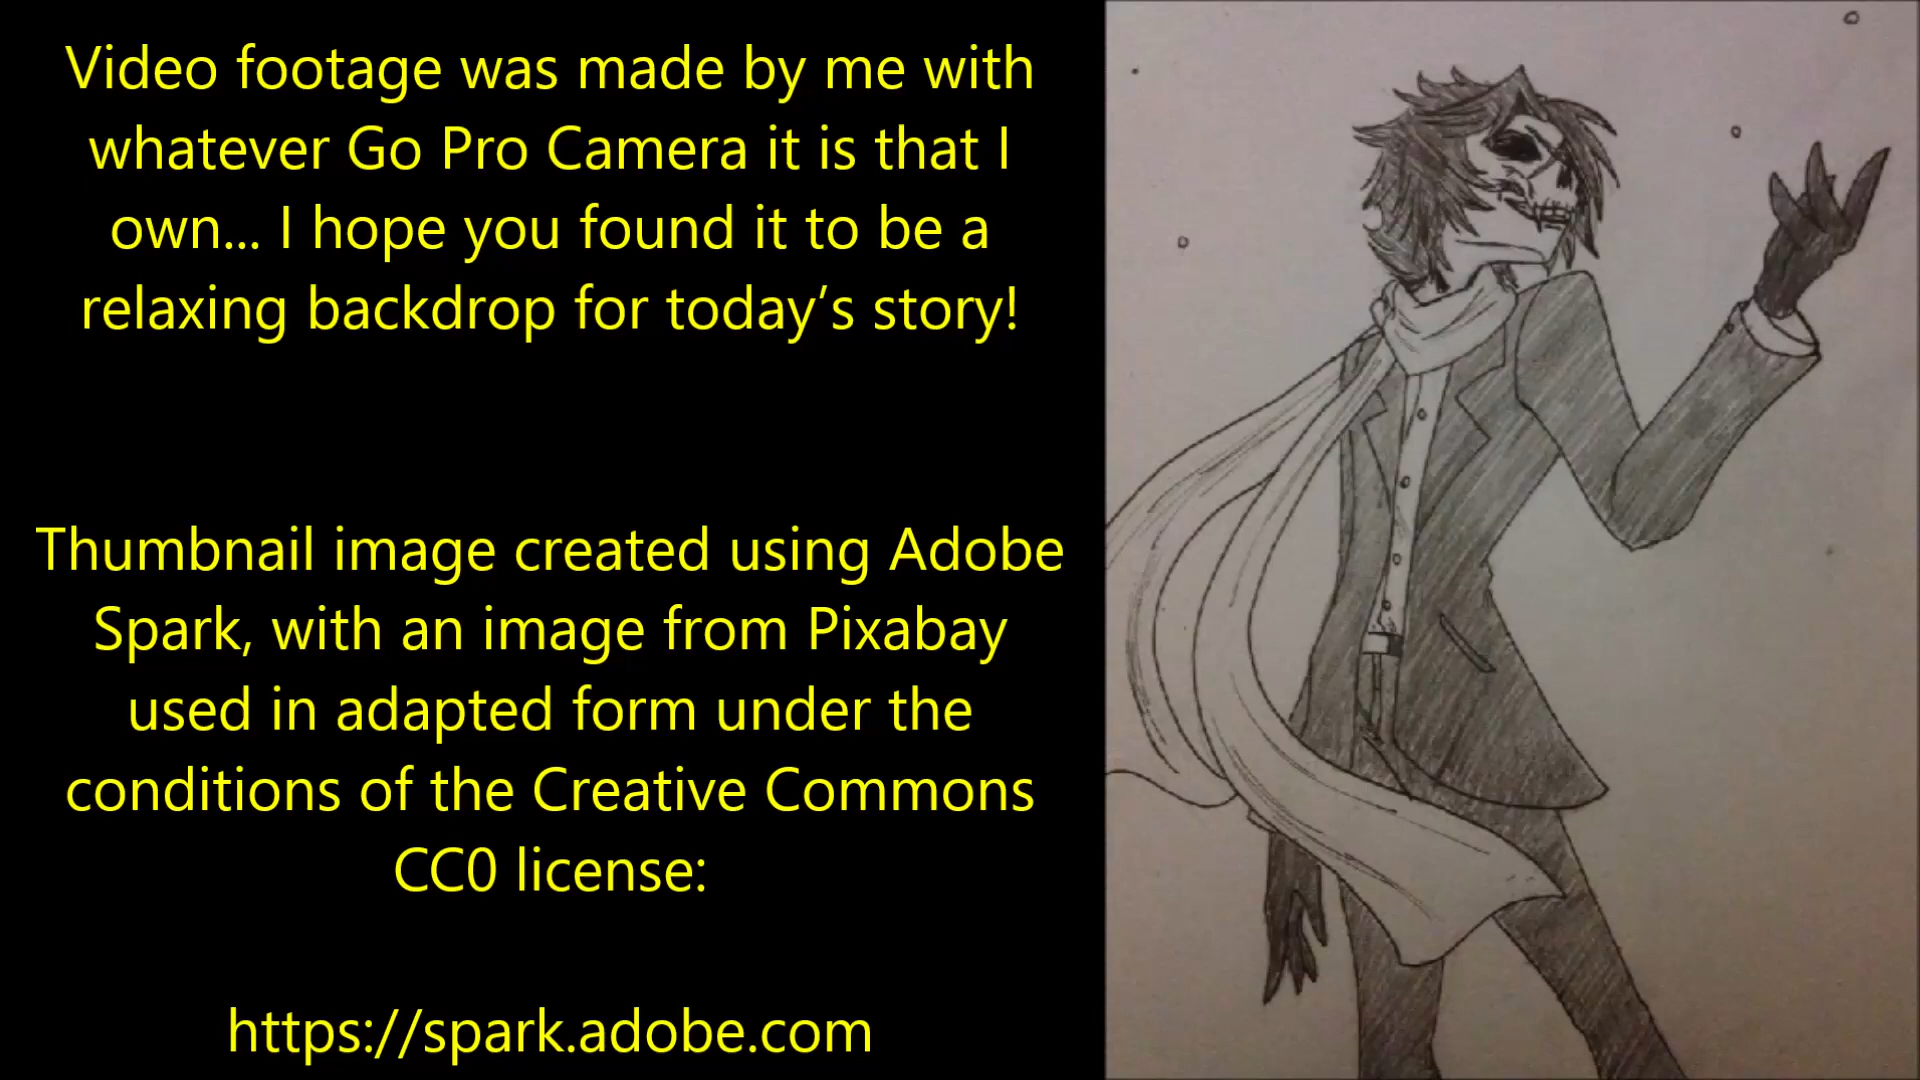 Video footage was made by me with
whatever Go Pro Camera it is that I
own... I hope you found it to be a
relaxing backdrop for today’s story!
Thumbnail image created using Adobe
Spark, with an image from Pixabay
used in adapted form under the
conditions of the Creative Commons
CC0 license:
https://spark.adobe.com